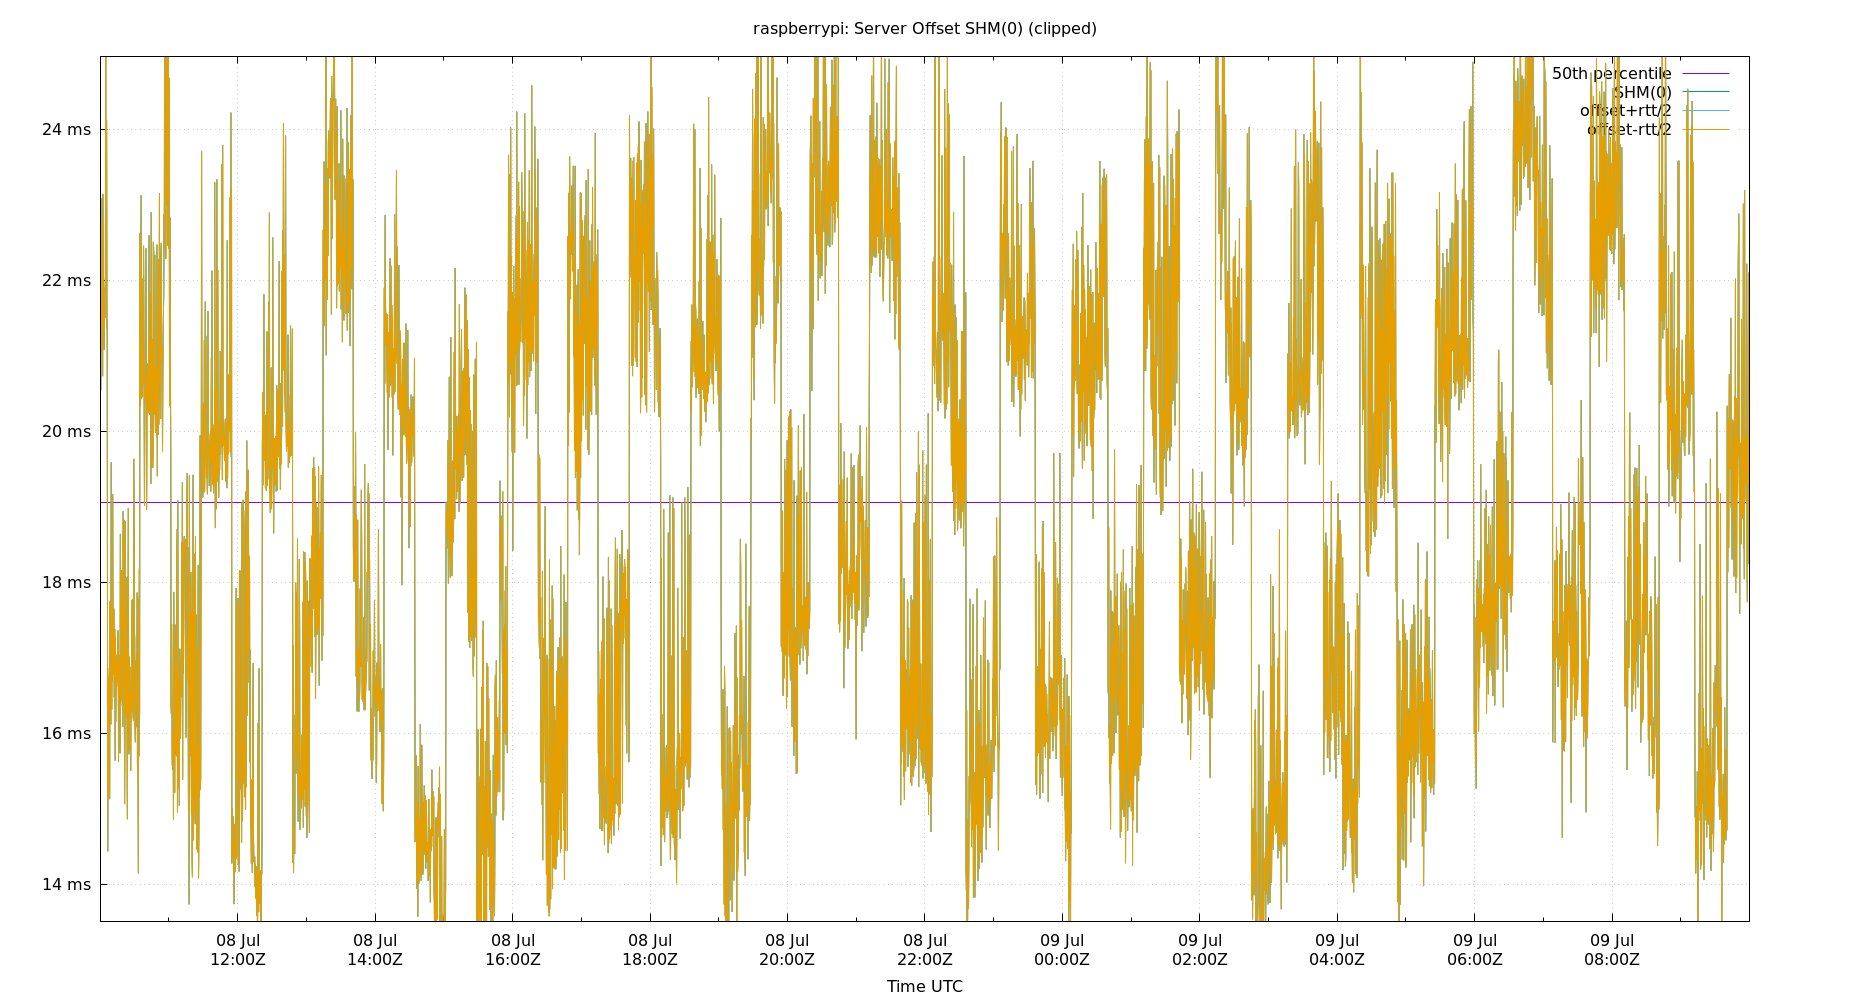 raspberrypi: Server Offset SHM(0) (clipped)
50th percentile
SHM(0)
offset+rtt/2
offset-rtt/2
24 ms
22 ms
20 ms
18 ms
16 ms
14 ms
08 Jul 08 Jul 08 Jul 08 Jul 08 Jul 08 Jul 09 Jul 09 Jul 09 Jul 09 Jul 09 Jul
12:00Z 14:00Z 16:00Z 18:00Z 20:00Z 22:00Z 00:00Z 02:00Z 04:00Z 06:00Z 08:00Z
Time UTC